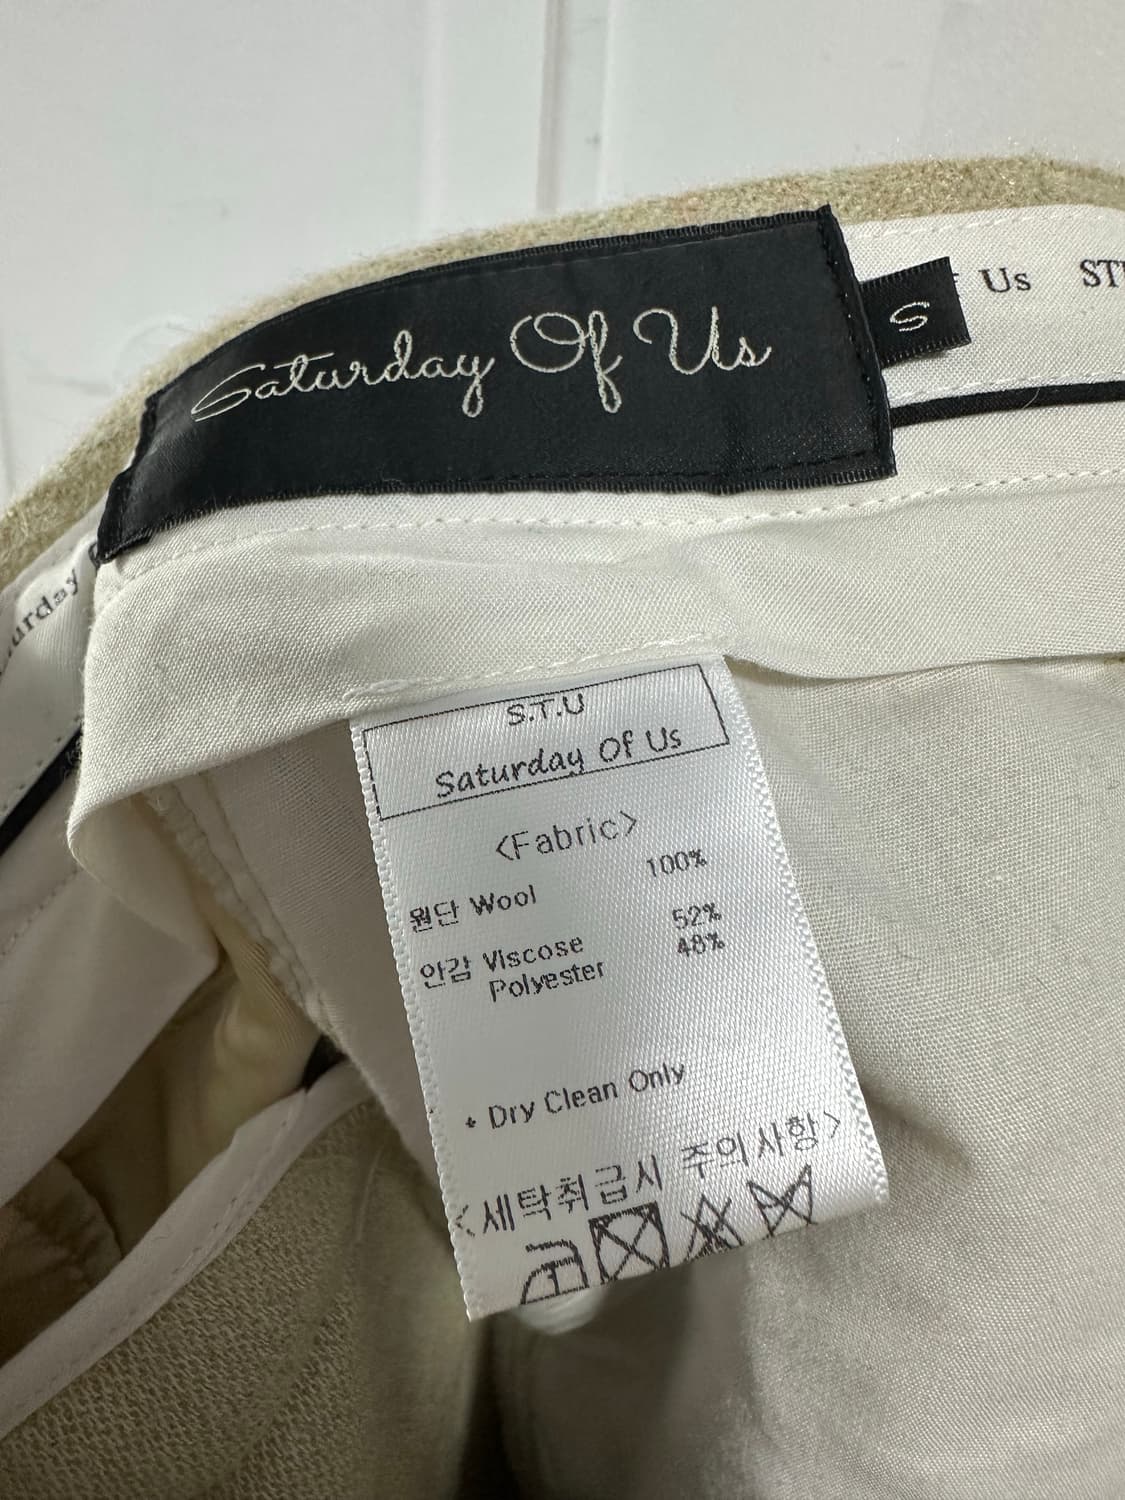 Saturday Of Us
S
Us ST
S.T.U
Saturday Of Us
<Fabric>
원단 Wool 100%
안감 Viscose 52%
Polyester 48%
* Dry Clean Only
<세탁취급시 주의사항>